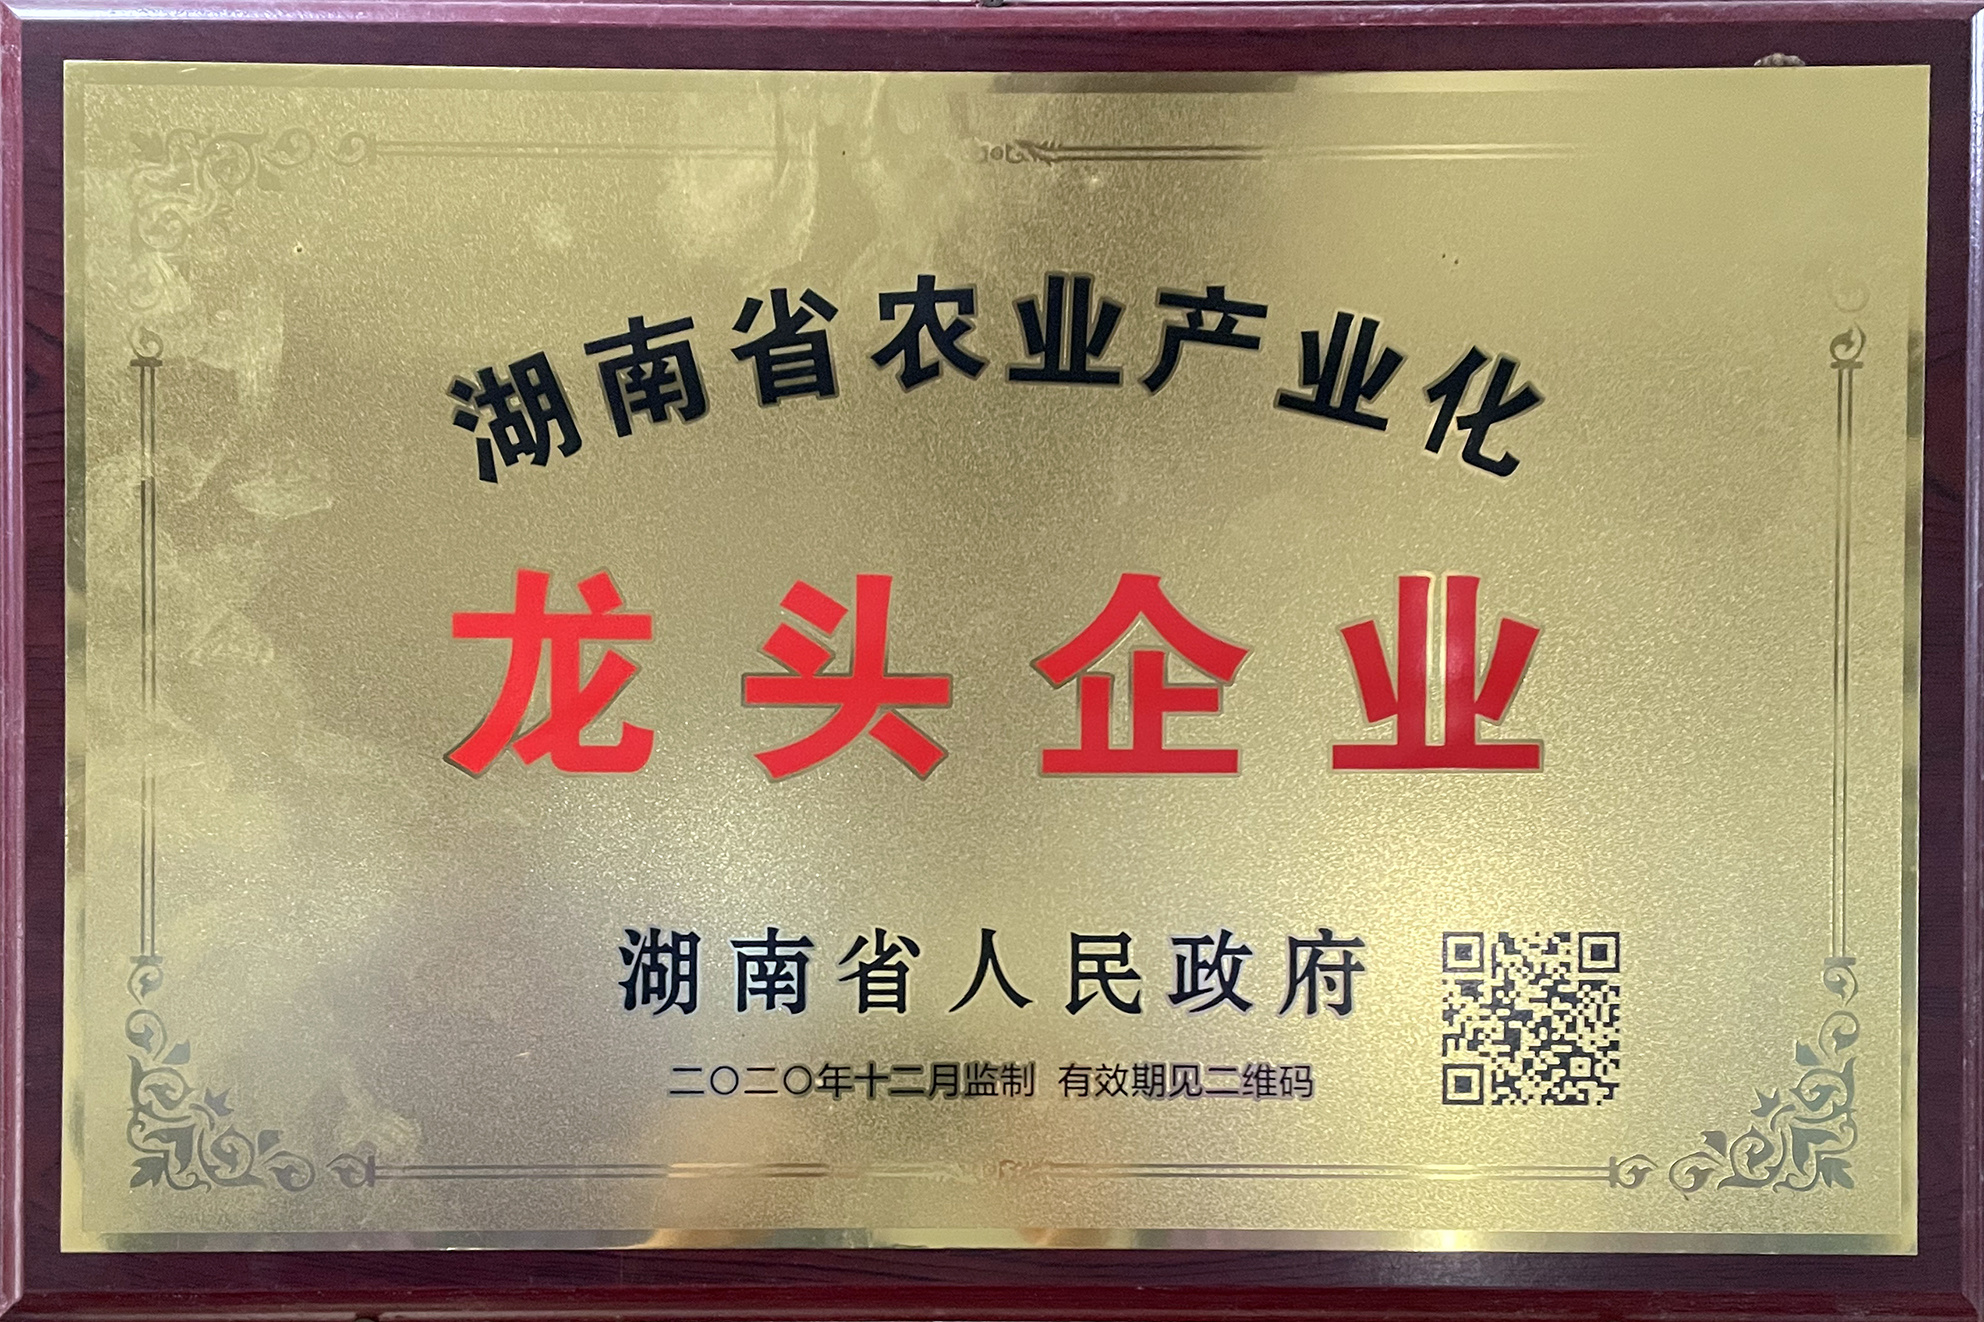 湖南省农业产业化
龙头企业
湖南省人民政府
二〇二〇年十二月监制 有效期见二维码